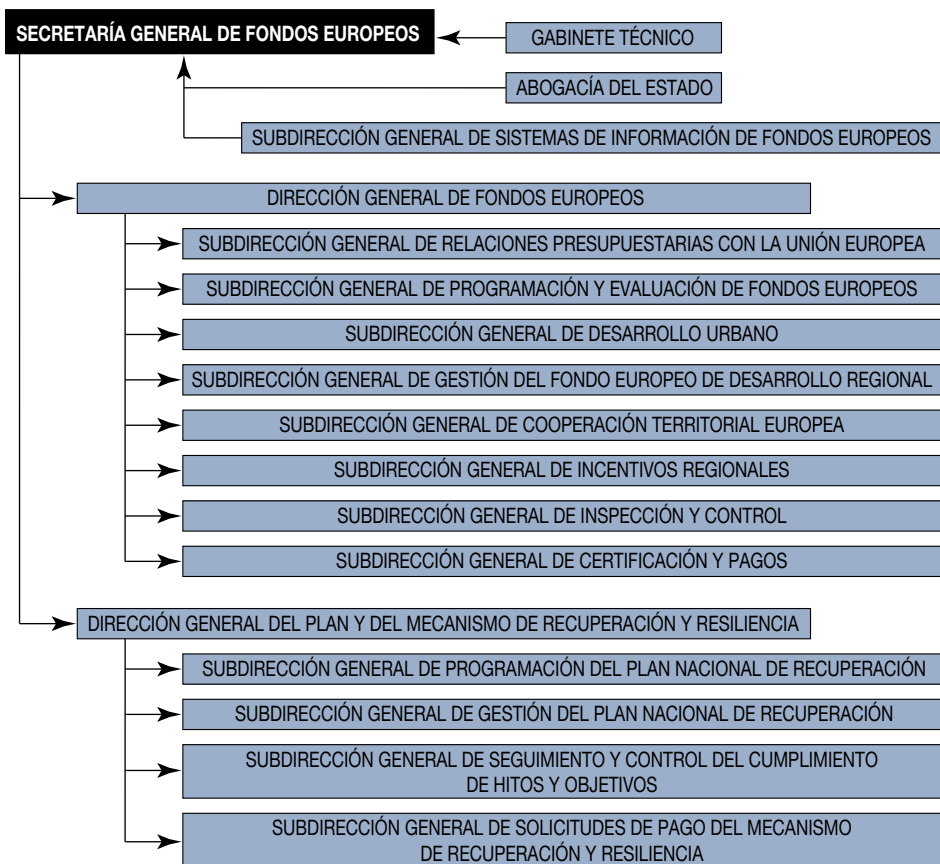 SECRETARÍA GENERAL DE FONDOS EUROPEOS
GABINETE TÉCNICO
ABOGACÍA DEL ESTADO
SUBDIRECCIÓN GENERAL DE SISTEMAS DE INFORMACIÓN DE FONDOS EUROPEOS
DIRECCIÓN GENERAL DE FONDOS EUROPEOS
SUBDIRECCIÓN GENERAL DE RELACIONES PRESUPUESTARIAS CON LA UNIÓN EUROPEA
SUBDIRECCIÓN GENERAL DE PROGRAMACIÓN Y EVALUACIÓN DE FONDOS EUROPEOS
SUBDIRECCIÓN GENERAL DE DESARROLLO URBANO
SUBDIRECCIÓN GENERAL DE GESTIÓN DEL FONDO EUROPEO DE DESARROLLO REGIONAL
SUBDIRECCIÓN GENERAL DE COOPERACIÓN TERRITORIAL EUROPEA
SUBDIRECCIÓN GENERAL DE INCENTIVOS REGIONALES
SUBDIRECCIÓN GENERAL DE INSPECCIÓN Y CONTROL
SUBDIRECCIÓN GENERAL DE CERTIFICACIÓN Y PAGOS
DIRECCIÓN GENERAL DEL PLAN Y DEL MECANISMO DE RECUPERACIÓN Y RESILIENCIA
SUBDIRECCIÓN GENERAL DE PROGRAMACIÓN DEL PLAN NACIONAL DE RECUPERACIÓN
SUBDIRECCIÓN GENERAL DE GESTIÓN DEL PLAN NACIONAL DE RECUPERACIÓN
SUBDIRECCIÓN GENERAL DE SEGUIMIENTO Y CONTROL DEL CUMPLIMIENTO
DE HITOS Y OBJETIVOS
SUBDIRECCIÓN GENERAL DE SOLICITUDES DE PAGO DEL MECANISMO
DE RECUPERACIÓN Y RESILIENCIA